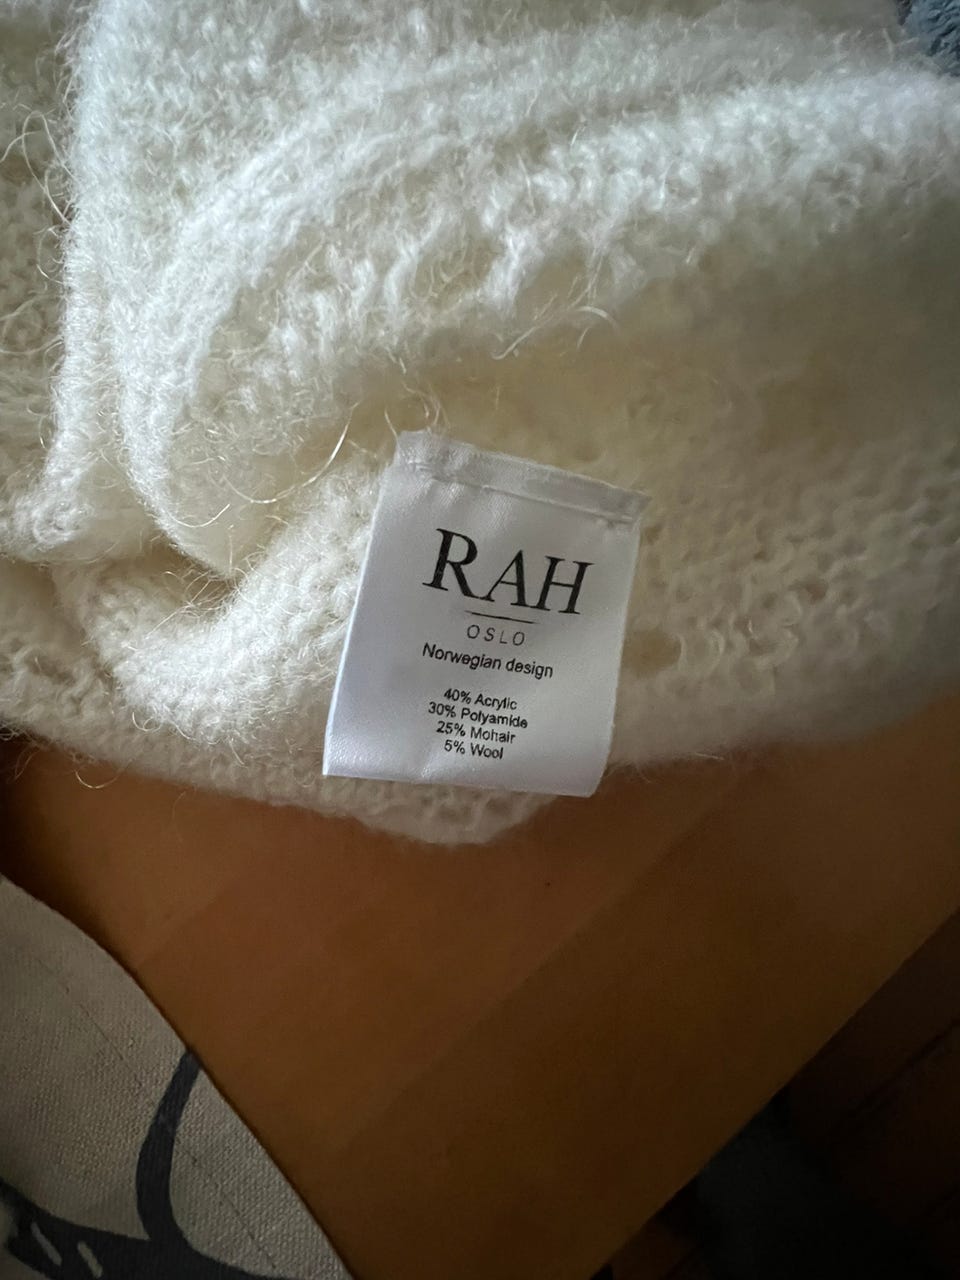 RAH
OSLO
Norwegian design
40% Acrylic
30% Polyamide
25% Mohair
5% Wool